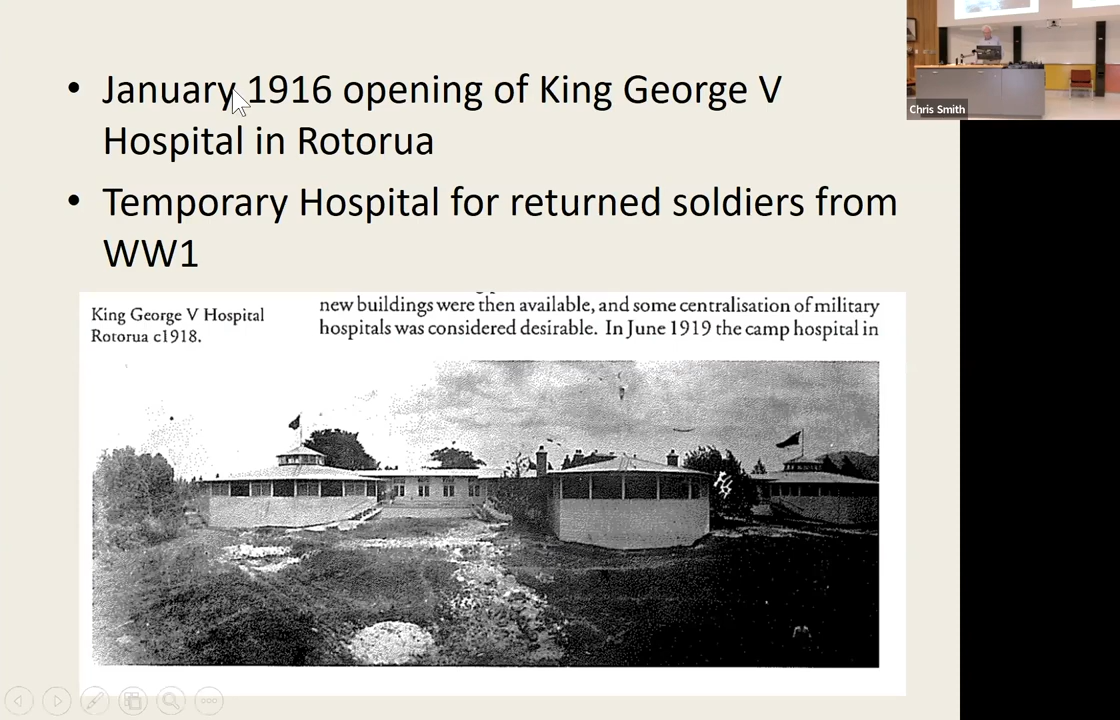 • January 1916 opening of King George V
Hospital in Rotorua
• Temporary Hospital for returned soldiers from
WW1
King George V Hospital
Rotorua c1918.
new buildings were then available, and some centralisation of military
hospitals was considered desirable. In June 1919 the camp hospital in
Chris Smith